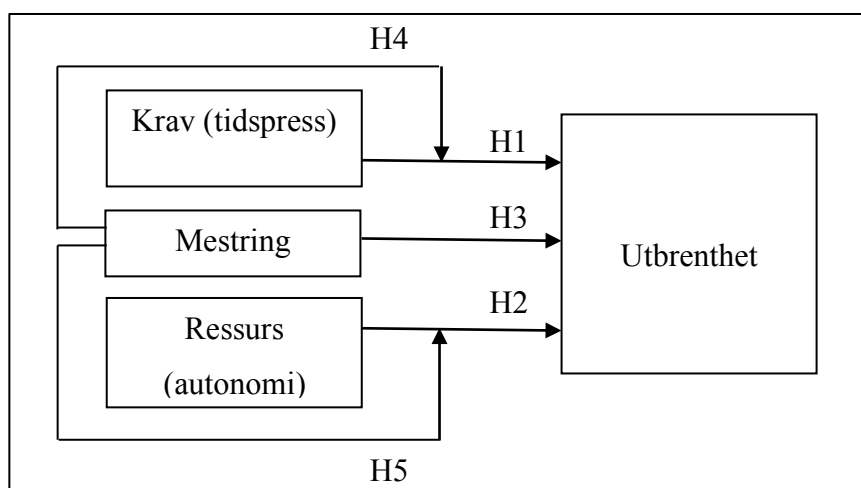 H4
Krav (tidspress)
H1
Mestring
H3
Utbrenthet
Ressurs
(autonomi)
H2
H5